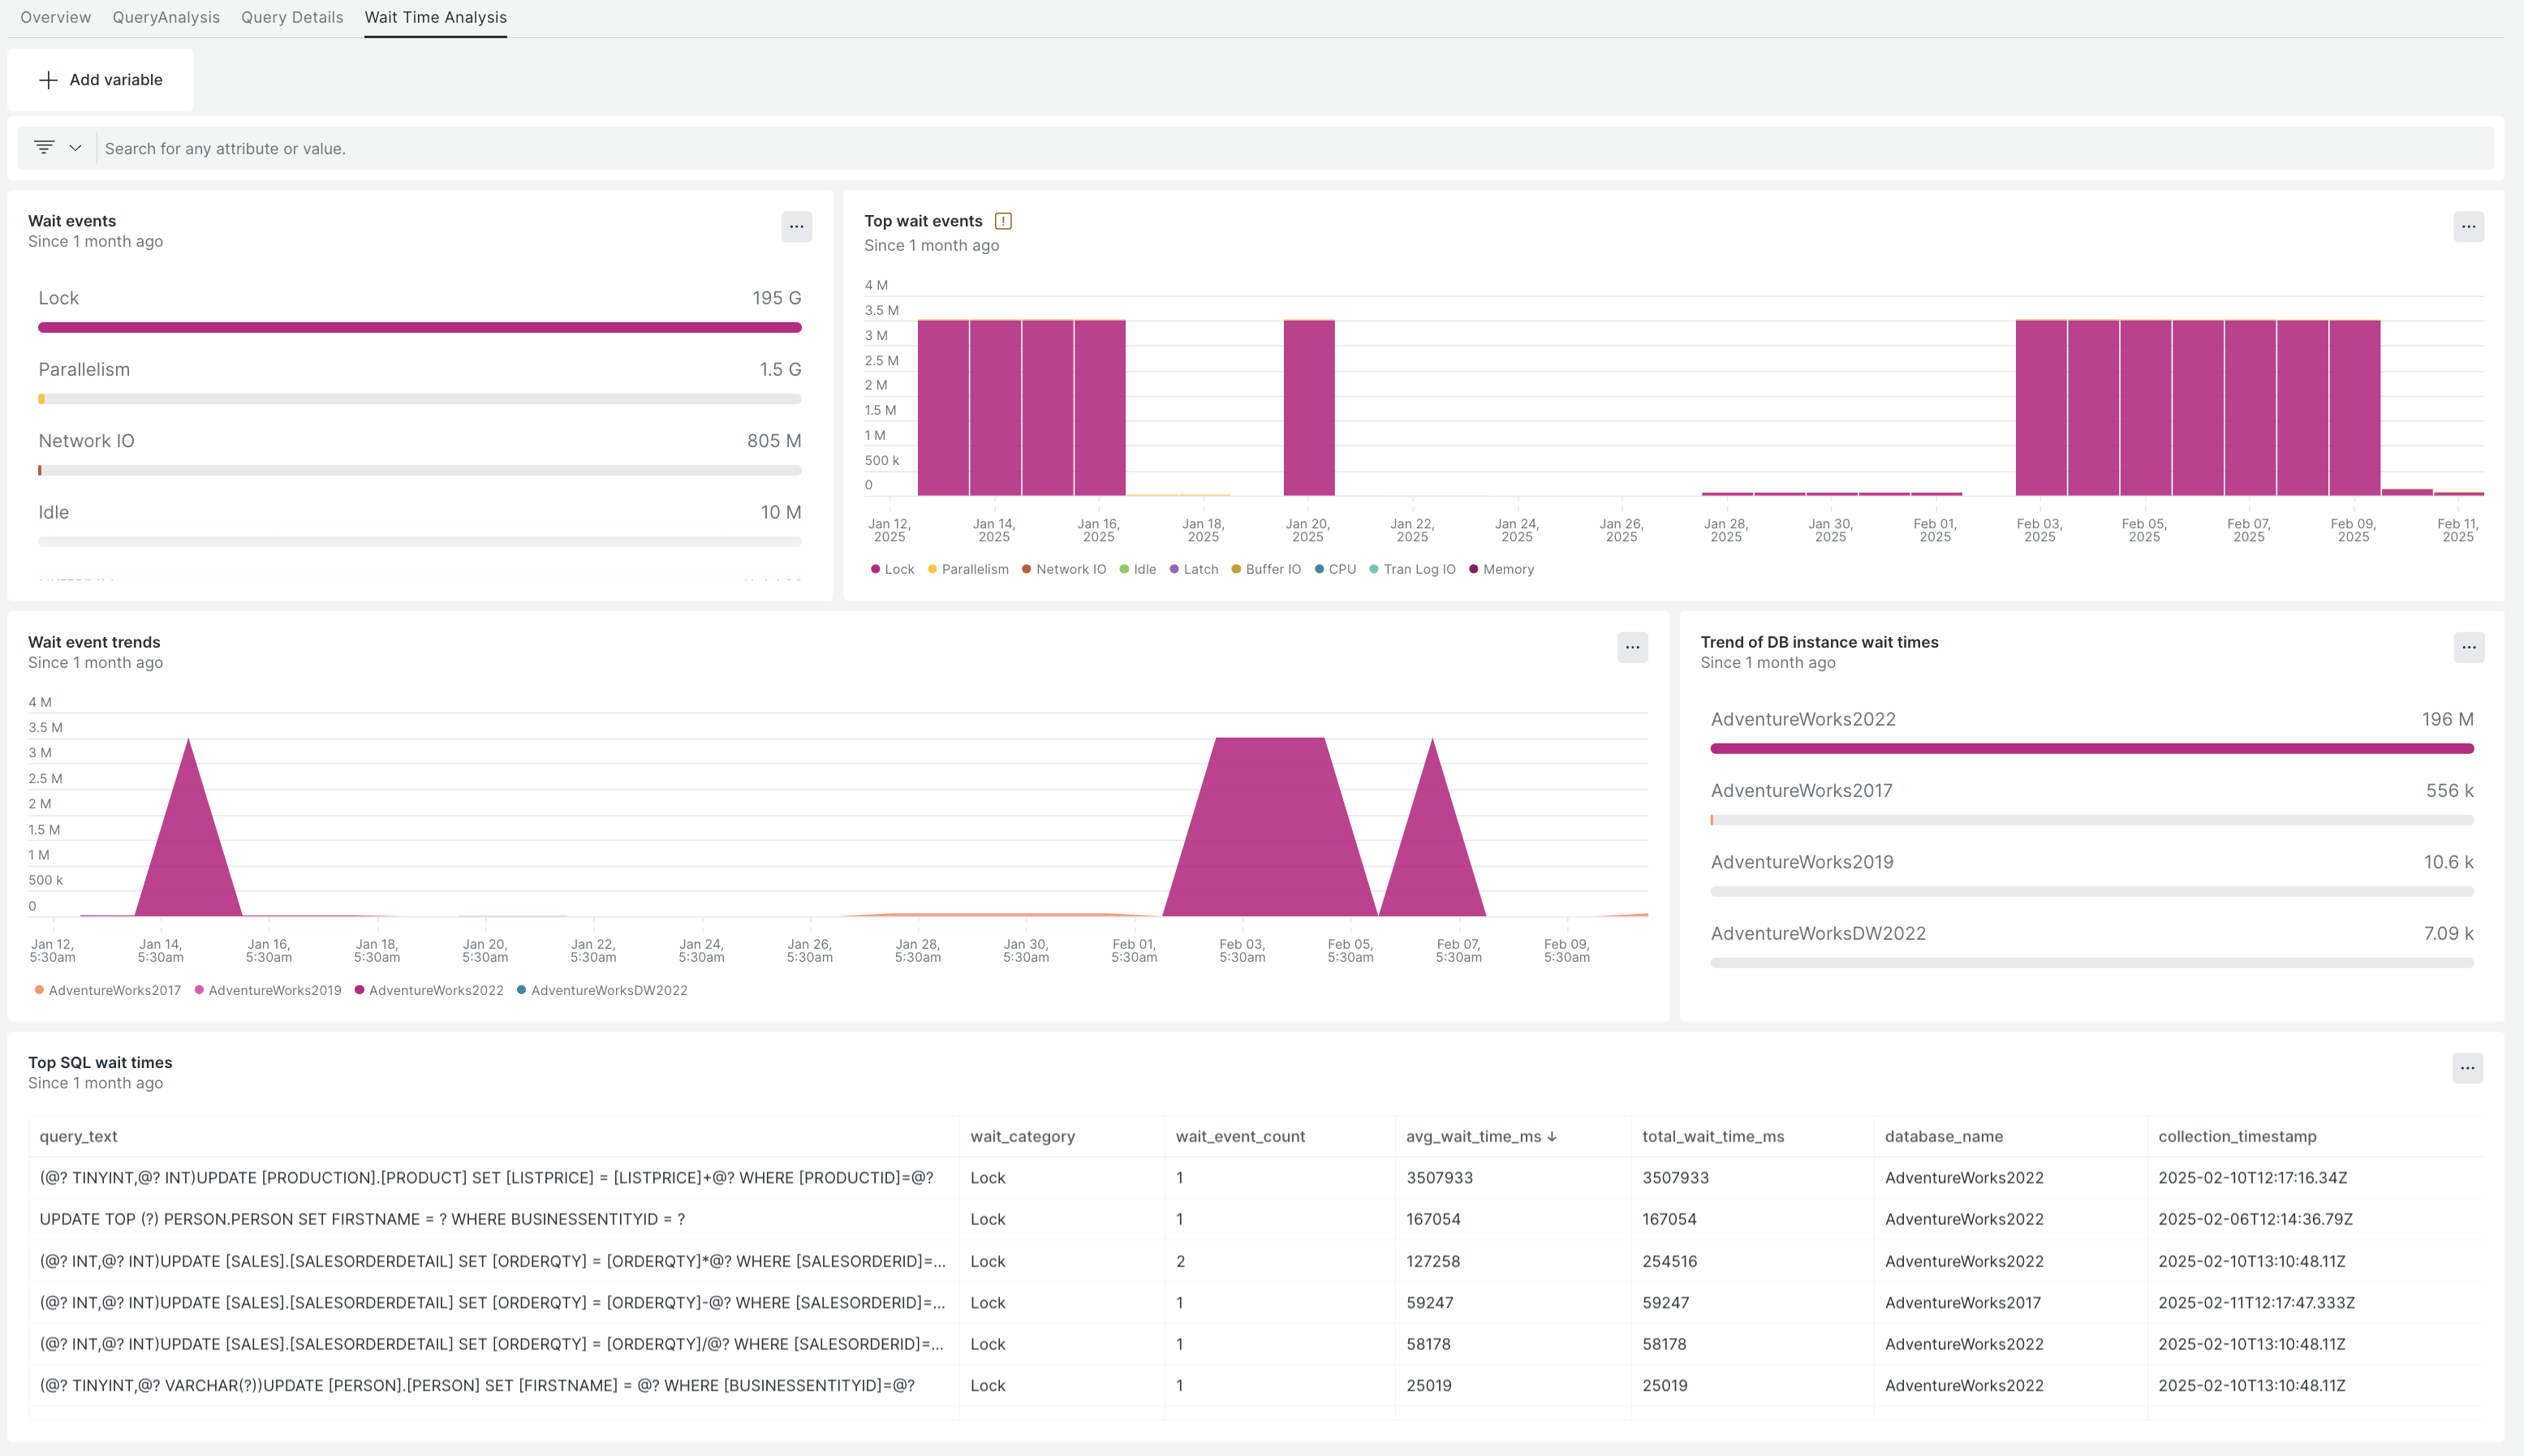 Overview QueryAnalysis Query Details Wait Time Analysis
Add variable
Search for any attribute or value.
Wait events
Since 1 month ago
Lock 195 G
Parallelism 1.5 G
Network IO 805 M
Idle 10 M
Top wait events
Since 1 month ago
4 M
3.5 M
3 M
2.5 M
2 M
1.5 M
1 M
500 k
0
Jan 12, 2025
Jan 14, 2025
Jan 16, 2025
Jan 18, 2025
Jan 20, 2025
Jan 22, 2025
Jan 24, 2025
Jan 26, 2025
Jan 28, 2025
Jan 30, 2025
Feb 01, 2025
Feb 03, 2025
Feb 05, 2025
Feb 07, 2025
Feb 09, 2025
Feb 11, 2025
Lock Parallelism Network IO Idle Latch Buffer IO CPU Tran Log IO Memory
Wait event trends
Since 1 month ago
4 M
3.5 M
3 M
2.5 M
2 M
1.5 M
1 M
500 k
0
Jan 12, 5:30am
Jan 14, 5:30am
Jan 16, 5:30am
Jan 18, 5:30am
Jan 20, 5:30am
Jan 22, 5:30am
Jan 24, 5:30am
Jan 26, 5:30am
Jan 28, 5:30am
Jan 30, 5:30am
Feb 01, 5:30am
Feb 03, 5:30am
Feb 05, 5:30am
Feb 07, 5:30am
Feb 09, 5:30am
AdventureWorks2017 AdventureWorks2019 AdventureWorks2022 AdventureWorksDW2022
Trend of DB instance wait times
Since 1 month ago
AdventureWorks2022 196 M
AdventureWorks2017 556 k
AdventureWorks2019 10.6 k
AdventureWorksDW2022 7.09 k
Top SQL wait times
Since 1 month ago
query_text wait_category wait_event_count avg_wait_time_ms ↓ total_wait_time_ms database_name collection_timestamp
(@? TINYINT,@? INT)UPDATE [PRODUCTION].[PRODUCT] SET [LISTPRICE] = [LISTPRICE]+@? WHERE [PRODUCTID]=@? Lock 1 3507933 3507933 AdventureWorks2022 2025-02-10T12:17:16.34Z
UPDATE TOP (?) PERSON.PERSON SET FIRSTNAME = ? WHERE BUSINESSENTITYID = ? Lock 1 167054 167054 AdventureWorks2022 2025-02-06T12:14:36.79Z
(@? INT,@? INT)UPDATE [SALES].[SALESORDERDETAIL] SET [ORDERQTY] = [ORDERQTY]*@? WHERE [SALESORDERID]=... Lock 2 127258 254516 AdventureWorks2022 2025-02-10T13:10:48.11Z
(@? INT,@? INT)UPDATE [SALES].[SALESORDERDETAIL] SET [ORDERQTY] = [ORDERQTY]-@? WHERE [SALESORDERID]=... Lock 1 59247 59247 AdventureWorks2017 2025-02-11T12:17:47.333Z
(@? INT,@? INT)UPDATE [SALES].[SALESORDERDETAIL] SET [ORDERQTY] = [ORDERQTY]/@? WHERE [SALESORDERID]=... Lock 1 58178 58178 AdventureWorks2022 2025-02-10T13:10:48.11Z
(@? TINYINT,@? VARCHAR(?))UPDATE [PERSON].[PERSON] SET [FIRSTNAME] = @? WHERE [BUSINESSENTITYID]=@? Lock 1 25019 25019 AdventureWorks2022 2025-02-10T13:10:48.11Z